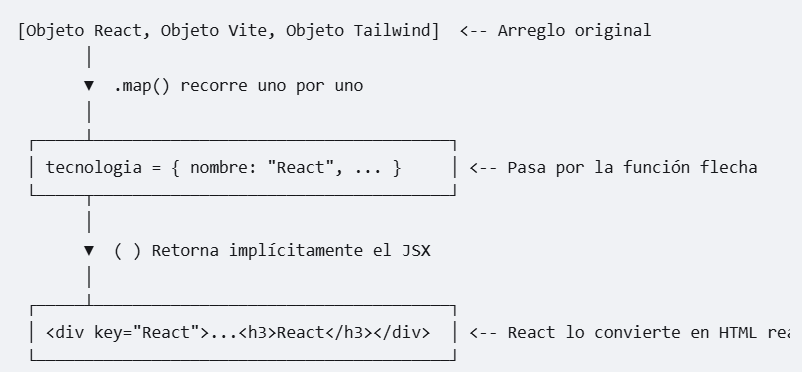 [Objeto React, Objeto Vite, Objeto Tailwind] <-- Arreglo original
▼ .map() recorre uno por uno
tecnologia = { nombre: "React", ... } <-- Pasa por la función flecha
▼ ( ) Retorna implícitamente el JSX
<div key="React">...<h3>React</h3></div> <-- React lo convierte en HTML